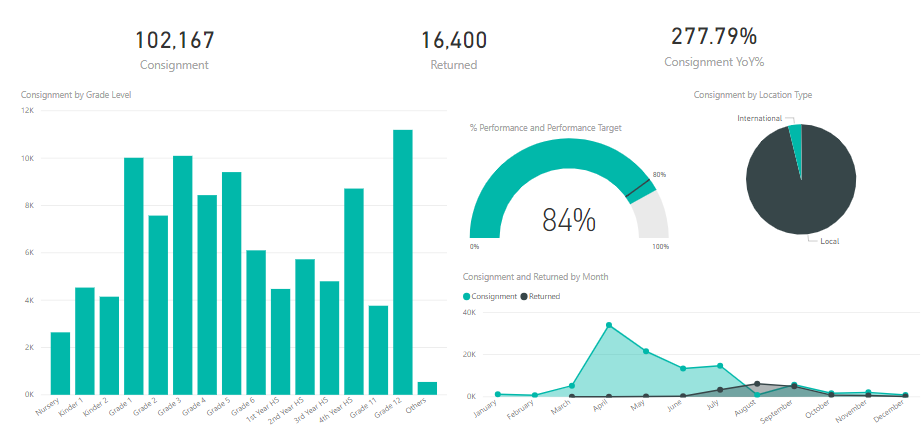 102,167
Consignment
16,400
Returned
277.79%
Consignment YoY%
Consignment by Grade Level
12K
10K
8K
6K
4K
2K
0K
Nursery
Kinder 1
Kinder 2
Grade 1
Grade 2
Grade 3
Grade 4
Grade 5
Grade 6
1st Year HS
2nd Year HS
3rd Year HS
4th Year HS
Grade 11
Grade 12
Others
% Performance and Performance Target
80%
84%
0%
100%
Consignment by Location Type
International
Local
Consignment and Returned by Month
Consignment
Returned
40K
20K
0K
January
February
March
April
May
June
July
August
September
October
November
December